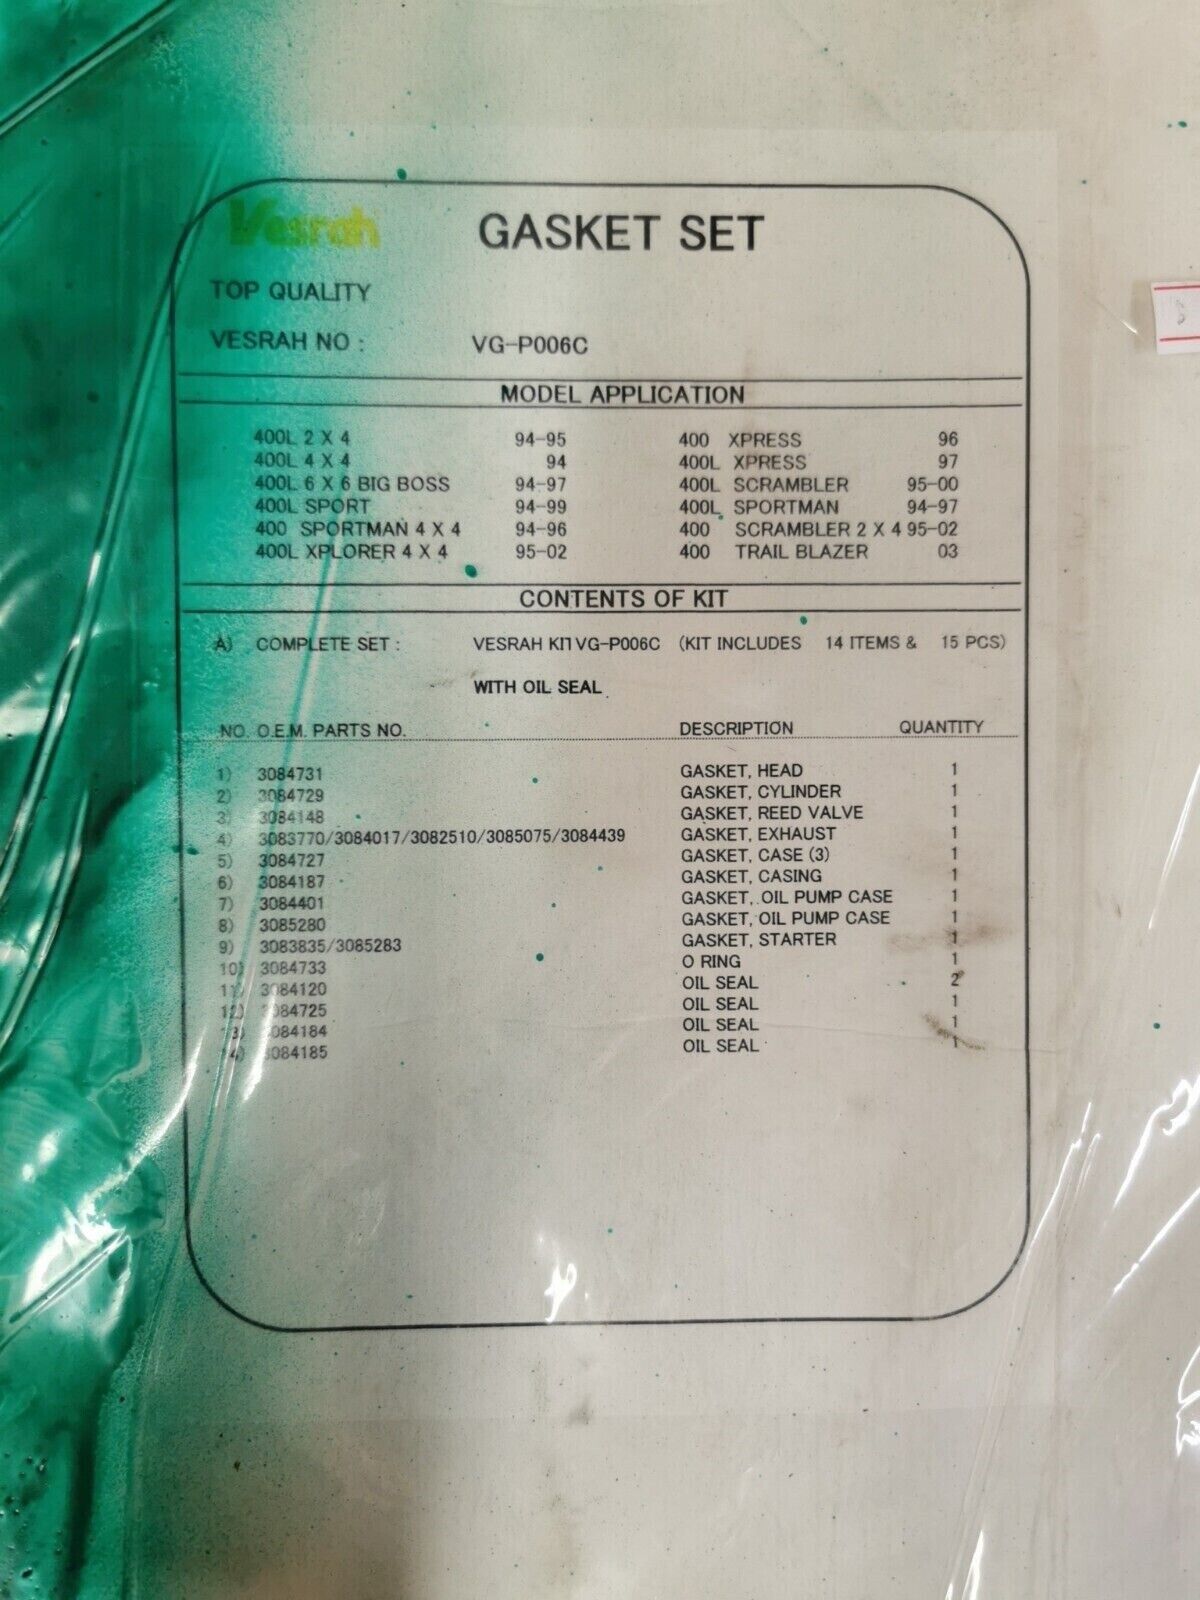 Vesrah GASKET SET
TOP QUALITY
VESRAH NO : VG-P006C
MODEL APPLICATION
400L 2 X 4 94-95 400 XPRESS 96
400L 4 X 4 94 400L XPRESS 97
400L 6 X 6 BIG BOSS 94-97 400L SCRAMBLER 95-00
400L SPORT 94-99 400L SPORTMAN 94-97
400 SPORTMAN 4 X 4 94-96 400 SCRAMBLER 2 X 4 95-02
400L XPLORER 4 X 4 95-02 400 TRAIL BLAZER 03
CONTENTS OF KIT
A) COMPLETE SET : VESRAH KIT VG-P006C (KIT INCLUDES 14 ITEMS & 15 PCS)
WITH OIL SEAL
NO. O.E.M. PARTS NO. DESCRIPTION QUANTITY
1) 3084731 GASKET, HEAD 1
2) 3084729 GASKET, CYLINDER 1
3) 3084148 GASKET, REED VALVE 1
4) 3083770/3084017/3082510/3085075/3084439 GASKET, EXHAUST 1
5) 3084727 GASKET, CASE (3) 1
6) 3084187 GASKET, CASING 1
7) 3084401 GASKET, OIL PUMP CASE 1
8) 3085280 GASKET, OIL PUMP CASE 1
9) 3083835/3085283 GASKET, STARTER 1
10) 3084733 O RING 1
11) 3084120 OIL SEAL 2
12) 3084725 OIL SEAL 1
13) 3084184 OIL SEAL 1
14) 3084185 OIL SEAL 1